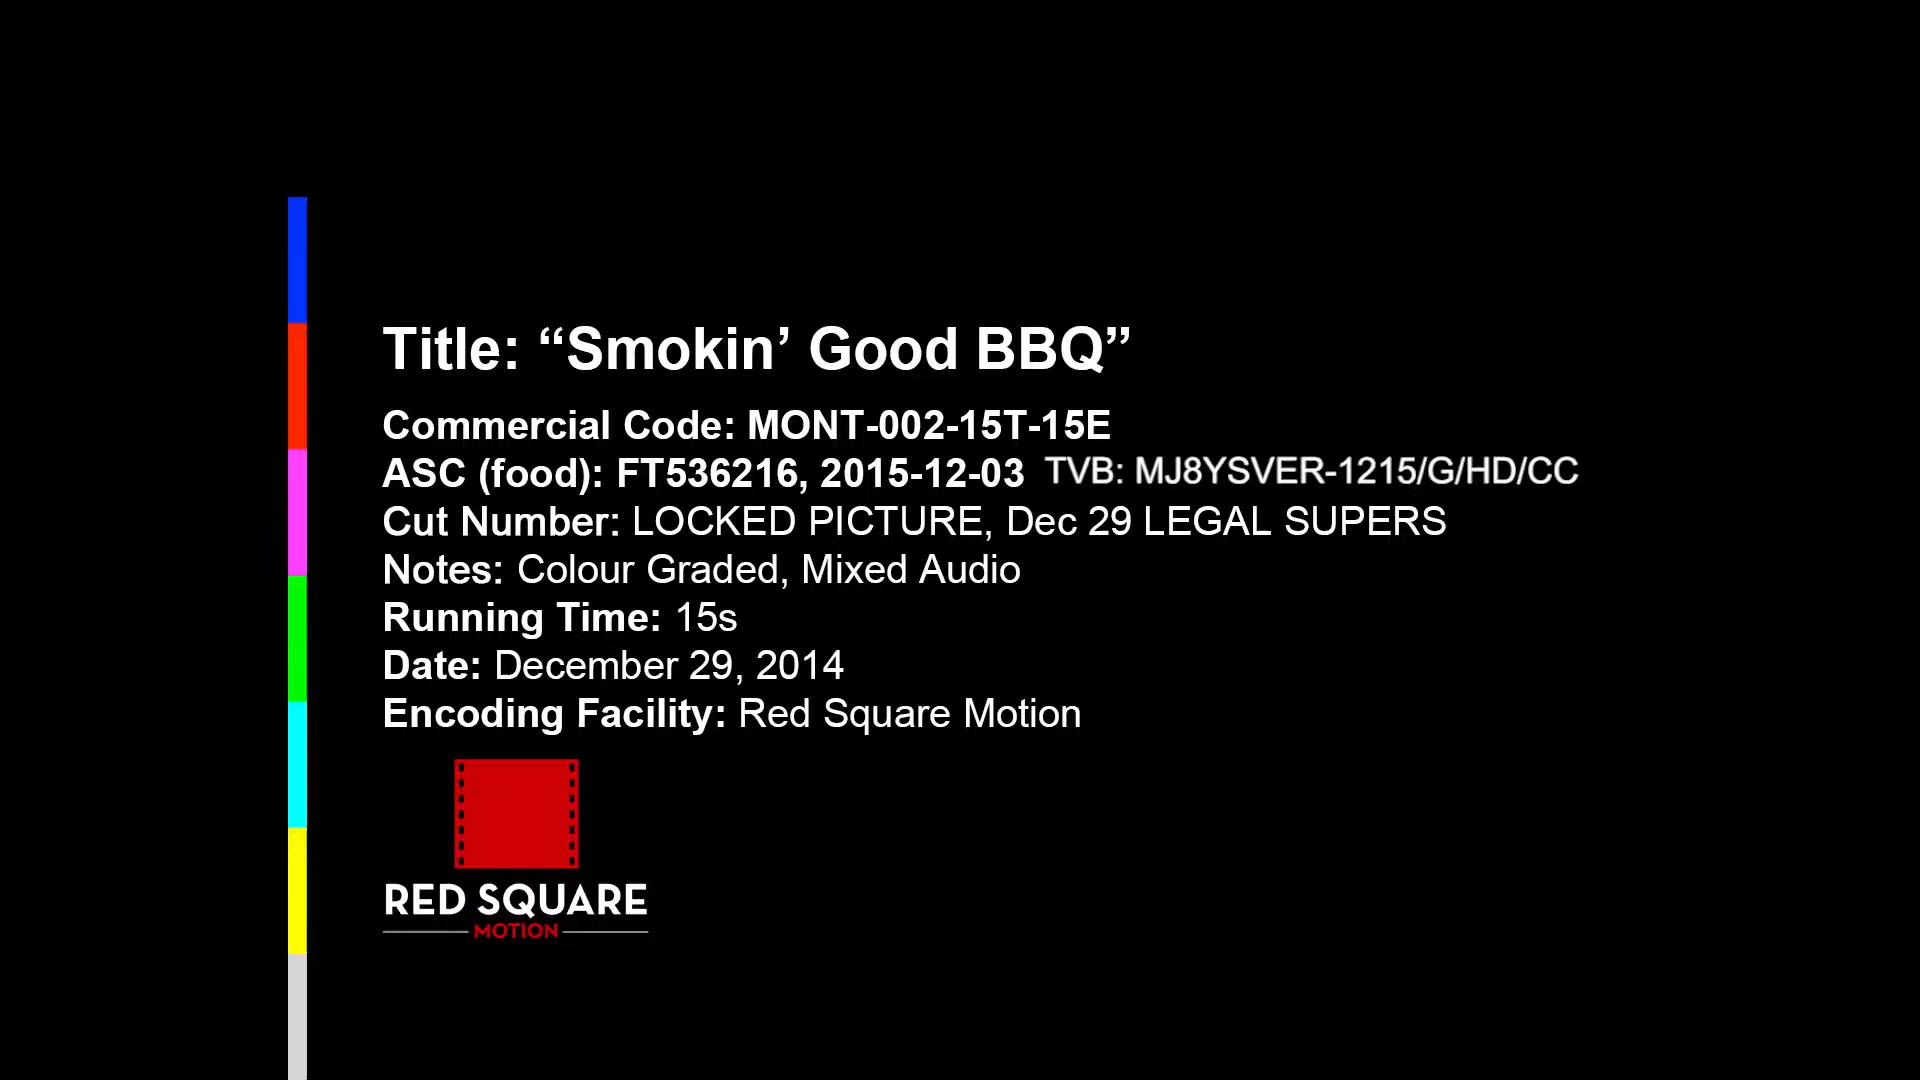 Title: “Smokin’ Good BBQ”
Commercial Code: MONT-002-15T-15E
ASC (food): FT536216, 2015-12-03 TVB: MJ8YSVER-1215/G/HD/CC
Cut Number: LOCKED PICTURE, Dec 29 LEGAL SUPERS
Notes: Colour Graded, Mixed Audio
Running Time: 15s
Date: December 29, 2014
Encoding Facility: Red Square Motion
RED SQUARE
MOTION